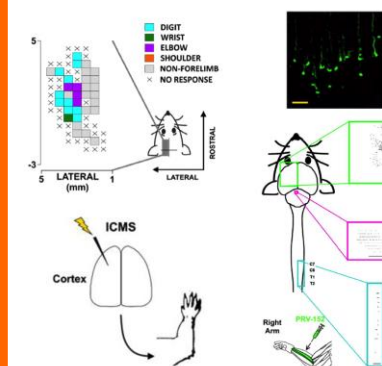 5
-3
5
LATERAL
(mm)
1
DIGIT
WRIST
ELBOW
SHOULDER
NON-FORELIMB
NO RESPONSE
ROSTRAL
LATERAL
ICMS
Cortex
C7
C8
T1
T2
PRV-152
Right
Arm